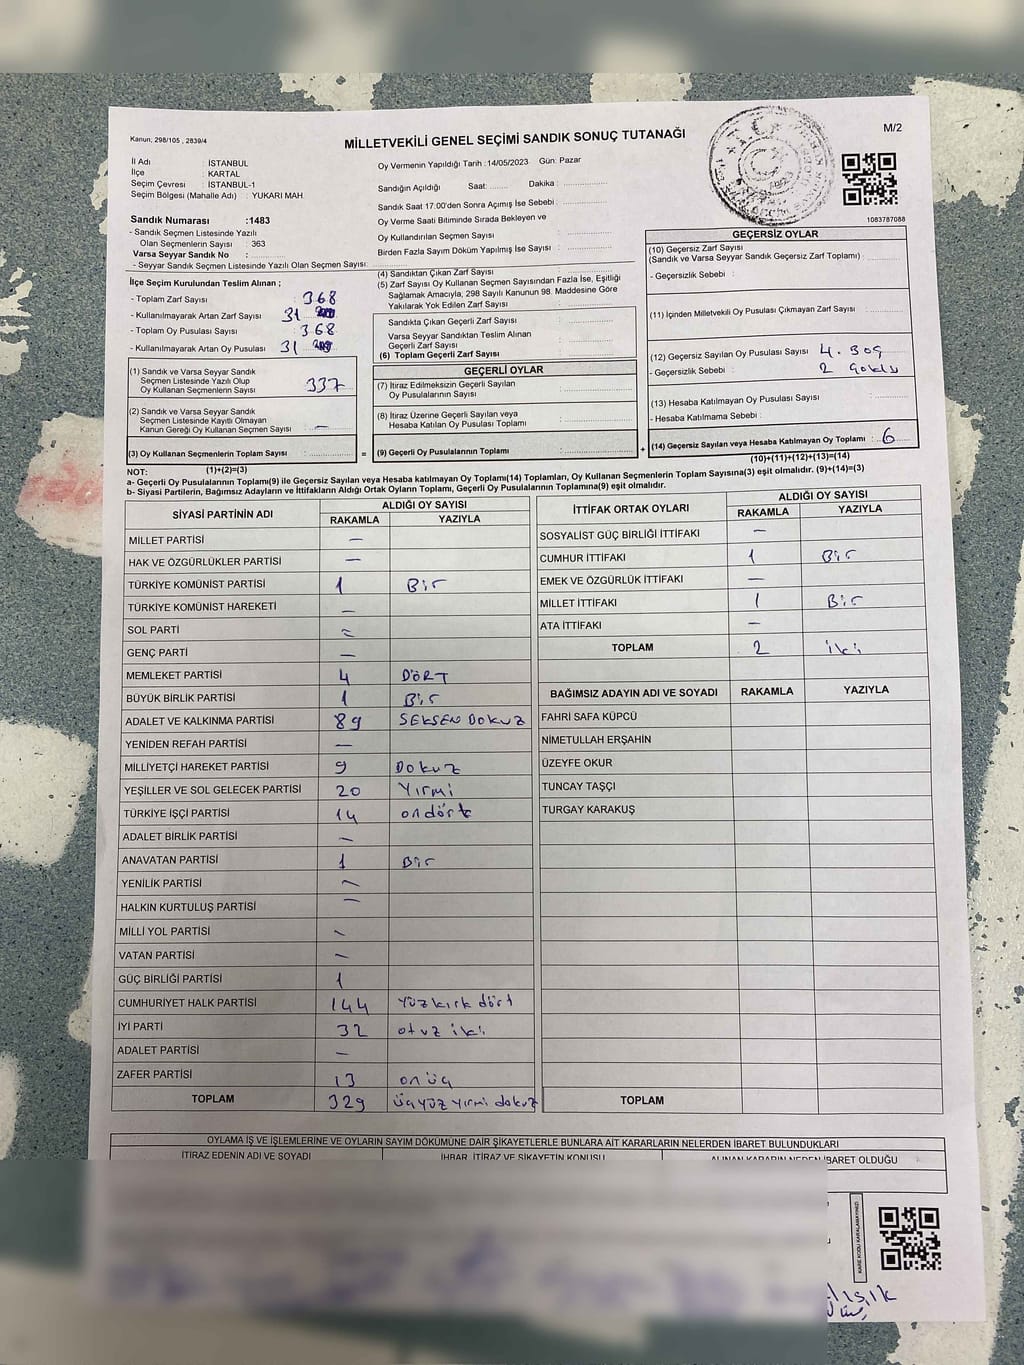 Kanun; 298/105 , 2839/4
MİLLETVEKİLİ GENEL SEÇİMİ SANDIK SONUÇ TUTANAĞI
M/2
İl Adı : İSTANBUL
İlçe : KARTAL
Seçim Çevresi : İSTANBUL-1
Seçim Bölgesi (Mahalle Adı) : YUKARI MAH.
Sandık Numarası :1483
- Sandık Seçmen Listesinde Yazılı
Olan Seçmenlerin Sayısı : 363
Varsa Seyyar Sandık No :
- Seyyar Sandık Seçmen Listesinde Yazılı Olan Seçmen Sayısı:
Oy Vermenin Yapıldığı Tarih :14/05/2023 Gün: Pazar
Sandığın Açıldığı Saat: Dakika :
Sandık Saat 17:00'den Sonra Açımış İse Sebebi :
Oy Verme Saati Bitiminde Sırada Bekleyen ve
Oy Kullandırılan Seçmen Sayısı :
Birden Fazla Sayım Döküm Yapılmış İse Sayısı :
1083787088
İlçe Seçim Kurulundan Teslim Alınan ;
- Toplam Zarf Sayısı : 368
- Kullanılmayarak Artan Zarf Sayısı : 31
- Toplam Oy Pusulası Sayısı : 368
- Kullanılmayarak Artan Oy Pusulası : 31
(1) Sandık ve Varsa Seyyar Sandık
Seçmen Listesinde Yazılı Olup
Oy Kullanan Seçmenlerin Sayısı : 337
(2) Sandık ve Varsa Seyyar Sandık
Seçmen Listesinde Kayıtlı Olmayan
Kanun Gereği Oy Kullanan Seçmen Sayısı : —
(3) Oy Kullanan Seçmenlerin Toplam Sayısı :
(1)+(2)=(3)
(4) Sandıktan Çıkan Zarf Sayısı :
(5) Zarf Sayısı Oy Kullanan Seçmen Sayısından Fazla İse, Eşitliği
Sağlamak Amacıyla, 298 Sayılı Kanunun 98. Maddesine Göre
Yakılarak Yok Edilen Zarf Sayısı :
Sandıkta Çıkan Geçerli Zarf Sayısı :
Varsa Seyyar Sandıktan Teslim Alınan
Geçerli Zarf Sayısı :
(6) Toplam Geçerli Zarf Sayısı :
GEÇERLİ OYLAR
(7) İtiraz Edilmeksizin Geçerli Sayılan
Oy Pusulalarının Sayısı :
(8) İtiraz Üzerine Geçerli Sayılan veya
Hesaba Katılan Oy Pusulası Toplamı :
= (9) Geçerli Oy Pusulalarının Toplamı : +
GEÇERSİZ OYLAR
(10) Geçersiz Zarf Sayısı
(Sandık ve Varsa Seyyar Sandık Geçersiz Zarf Toplamı) :
- Geçersizlik Sebebi :
(11) İçinden Milletvekili Oy Pusulası Çıkmayan Zarf Sayısı :
(12) Geçersiz Sayılan Oy Pusulası Sayısı :
- Geçersizlik Sebebi :
(13) Hesaba Katılmayan Oy Pusulası Sayısı :
- Hesaba Katılmama Sebebi :
(14) Geçersiz Sayılan veya Hesaba Katılmayan Oy Toplamı : 6
(10)+(11)+(12)+(13)=(14)
NOT:
a- Geçerli Oy Pusulalarının Toplamı(9) ile Geçersiz Sayılan veya Hesaba katılmayan Oy Toplamı(14) Toplamları, Oy Kullanan Seçmenlerin Toplam Sayısına(3) eşit olmalıdır. (9)+(14)=(3)
b- Siyasi Partilerin, Bağımsız Adayların ve İttifakların Aldığı Ortak Oyların Toplamı, Geçerli Oy Pusulalarının Toplamına(9) eşit olmalıdır.
SİYASİ PARTİNİN ADI ALDIĞI OY SAYISI
RAKAMLA YAZIYLA
MİLLET PARTİSİ —
HAK VE ÖZGÜRLÜKLER PARTİSİ —
TÜRKİYE KOMÜNİST PARTİSİ 1 Bir
TÜRKİYE KOMÜNİST HAREKETİ —
SOL PARTİ —
GENÇ PARTİ —
MEMLEKET PARTİSİ 4 DÖRT
BÜYÜK BİRLİK PARTİSİ 1 Bir
ADALET VE KALKINMA PARTİSİ 89 SEKSEN DOKUZ
YENİDEN REFAH PARTİSİ —
MİLLİYETÇİ HAREKET PARTİSİ 9 Dokuz
YEŞİLLER VE SOL GELECEK PARTİSİ 20 Yirmi
TÜRKİYE İŞÇİ PARTİSİ 14 ondört
ADALET BİRLİK PARTİSİ —
ANAVATAN PARTİSİ 1 Bir
YENİLİK PARTİSİ —
HALKIN KURTULUŞ PARTİSİ —
MİLLİ YOL PARTİSİ —
VATAN PARTİSİ —
GÜÇ BİRLİĞİ PARTİSİ 1
CUMHURİYET HALK PARTİSİ 144 Yüzkırk dört
İYİ PARTİ 32 otuz iki
ADALET PARTİSİ —
ZAFER PARTİSİ 13 onüç
TOPLAM 329 üçyüz yirmi dokuz
İTTİFAK ORTAK OYLARI ALDIĞI OY SAYISI
RAKAMLA YAZIYLA
SOSYALİST GÜÇ BİRLİĞİ İTTİFAKI —
CUMHUR İTTİFAKI 1 Bir
EMEK VE ÖZGÜRLÜK İTTİFAKI —
MİLLET İTTİFAKI 1 Bir
ATA İTTİFAKI —
TOPLAM 2 iki
BAĞIMSIZ ADAYIN ADI VE SOYADI RAKAMLA YAZIYLA
FAHRİ SAFA KÜPCÜ
NİMETULLAH ERŞAHİN
ÜZEYFE OKUR
TUNCAY TAŞÇI
TURGAY KARAKUŞ
TOPLAM
OYLAMA İŞ VE İŞLEMLERİNE VE OYLARIN SAYIM DÖKÜMÜNE DAİR ŞİKAYETLERLE BUNLARA AİT KARARLARIN NELERDEN İBARET BULUNDUKLARI
İTİRAZ EDENİN ADI VE SOYADI İHBAR, İTİRAZ VE ŞİKAYETİN KONUSU ALINAN KARARIN NEDEN İBARET OLDUĞU
KARE KODU KARALAMAYINIZ!